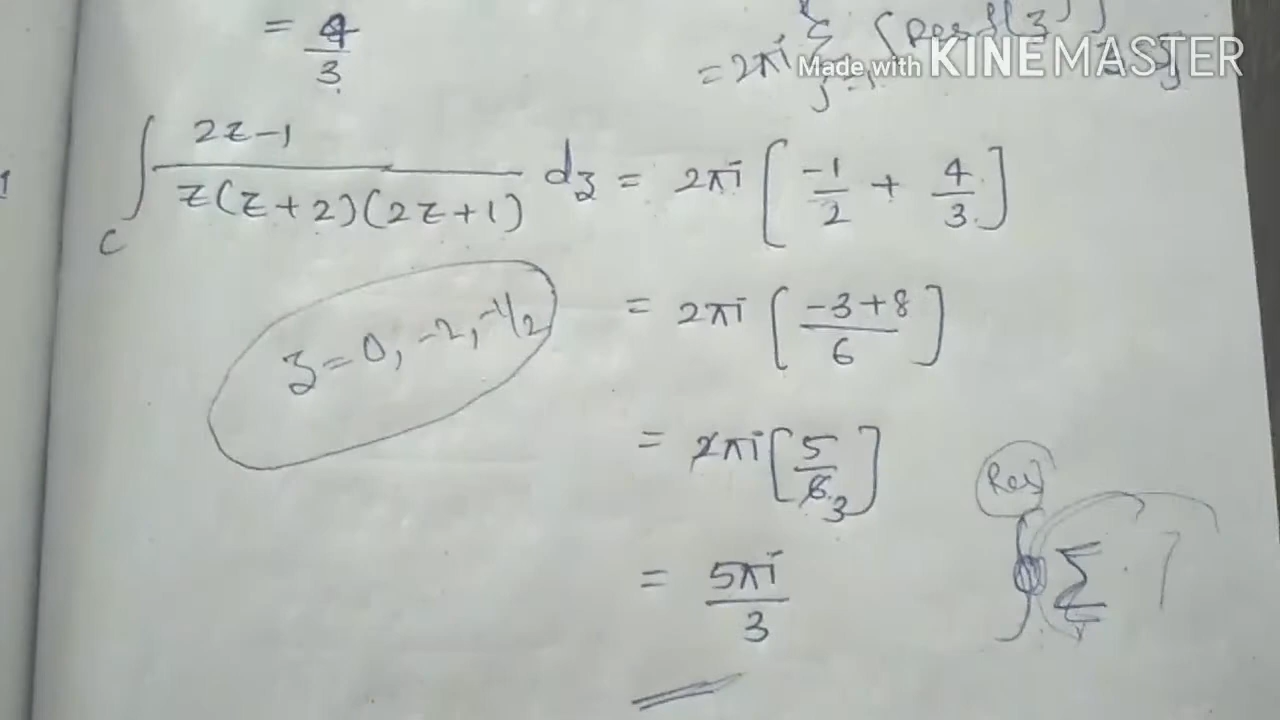 = 4/3
= 2πi Σ
Made with KINEMASTER
∫_C (2z-1)/(z(z+2)(2z+1)) dz = 2πi [-1/2 + 4/3]
z = 0, -2, -1/2
= 2πi [(-3+8)/6]
= 2πi [5/6 3]
Res
= 5πi/3
Σ